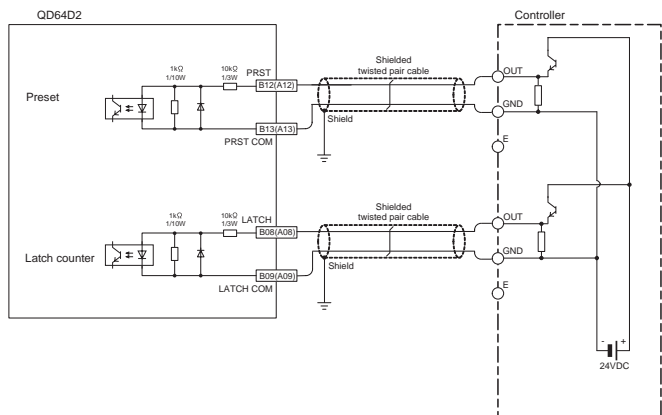 QD64D2
Controller
Preset
1kΩ
1/10W
10kΩ
1/3W
PRST
B12(A12)
B13(A13)
PRST COM
Shielded
twisted pair cable
Shield
OUT
GND
E
Latch counter
1kΩ
1/10W
10kΩ
1/3W
LATCH
B08(A08)
B09(A09)
LATCH COM
Shielded
twisted pair cable
Shield
OUT
GND
E
- +
24VDC